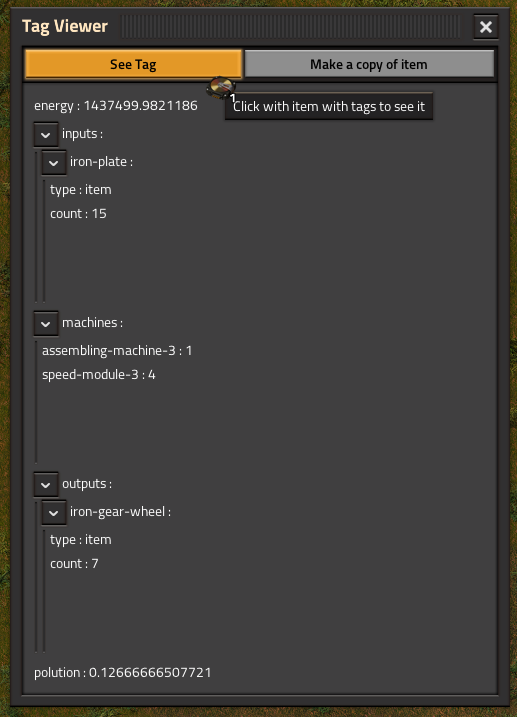 Tag Viewer
See Tag
Make a copy of item
energy : 1437499.9821186
1
Click with item with tags to see it
inputs :
iron-plate :
type : item
count : 15
machines :
assembling-machine-3 : 1
speed-module-3 : 4
outputs :
iron-gear-wheel :
type : item
count : 7
polution : 0.12666666507721